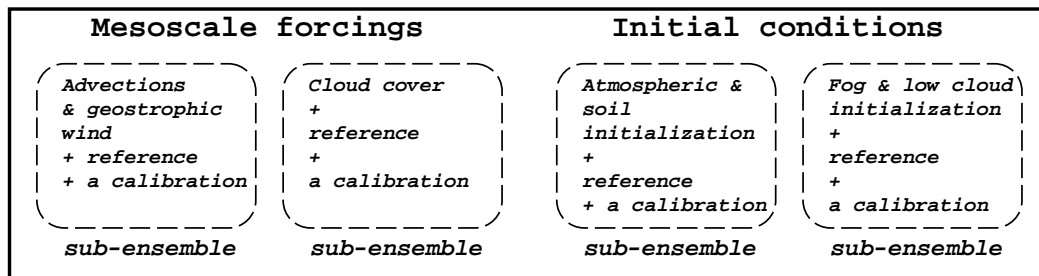 Mesoscale forcings
Initial conditions
Advections
& geostrophic
wind
+ reference
+ a calibration
sub-ensemble
Cloud cover
+
reference
+
a calibration
sub-ensemble
Atmospheric &
soil
initialization
+
reference
+ a calibration
sub-ensemble
Fog & low cloud
initialization
+
reference
+
a calibration
sub-ensemble